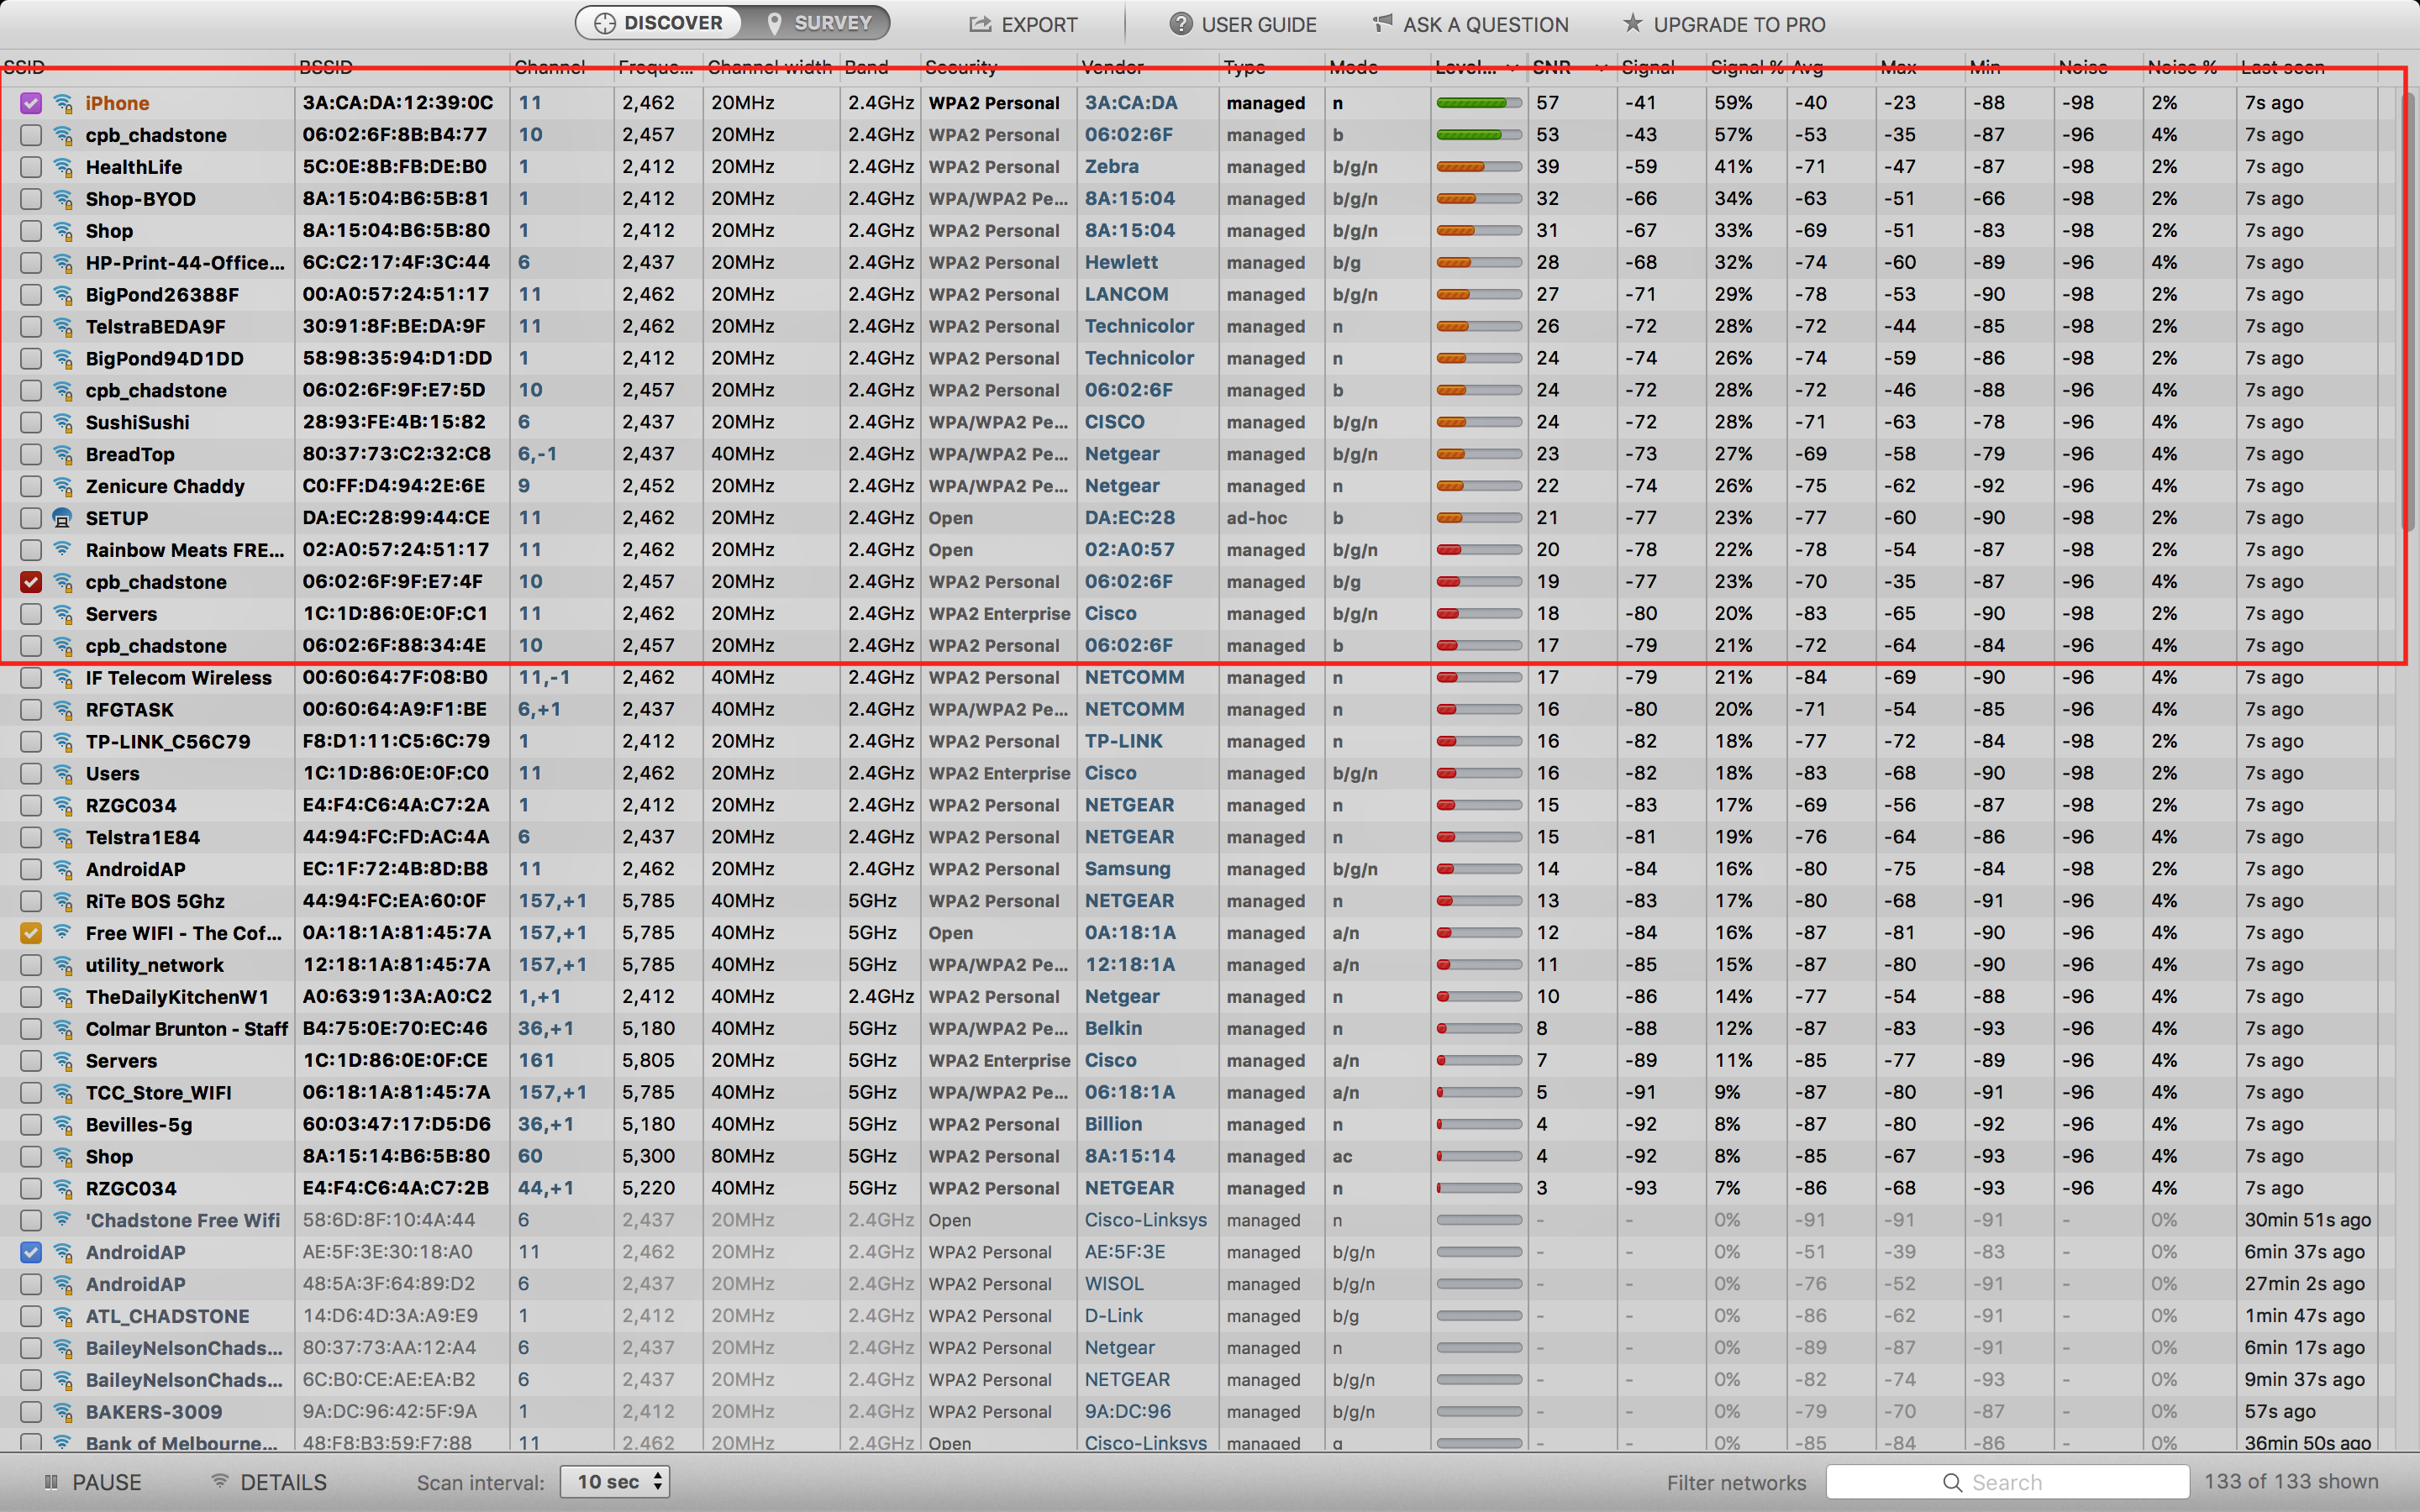 DISCOVER SURVEY EXPORT USER GUIDE ASK A QUESTION UPGRADE TO PRO
SSID BSSID Channel Freque... Channel width Band Security Vendor Type Mode Level... SNR Signal Signal % Avg Max Min Noise Noise % Last seen
iPhone 3A:CA:DA:12:39:0C 11 2,462 20MHz 2.4GHz WPA2 Personal 3A:CA:DA managed n 57 -41 59% -40 -23 -88 -98 2% 7s ago
cpb_chadstone 06:02:6F:8B:B4:77 10 2,457 20MHz 2.4GHz WPA2 Personal 06:02:6F managed b 53 -43 57% -53 -35 -87 -96 4% 7s ago
HealthLife 5C:0E:8B:FB:DE:B0 1 2,412 20MHz 2.4GHz WPA2 Personal Zebra managed b/g/n 39 -59 41% -71 -47 -87 -98 2% 7s ago
Shop-BYOD 8A:15:04:B6:5B:81 1 2,412 20MHz 2.4GHz WPA/WPA2 Pe... 8A:15:04 managed b/g/n 32 -66 34% -63 -51 -66 -98 2% 7s ago
Shop 8A:15:04:B6:5B:80 1 2,412 20MHz 2.4GHz WPA2 Personal 8A:15:04 managed b/g/n 31 -67 33% -69 -51 -83 -98 2% 7s ago
HP-Print-44-Office... 6C:C2:17:4F:3C:44 6 2,437 20MHz 2.4GHz WPA2 Personal Hewlett managed b/g 28 -68 32% -74 -60 -89 -96 4% 7s ago
BigPond26388F 00:A0:57:24:51:17 11 2,462 20MHz 2.4GHz WPA2 Personal LANCOM managed b/g/n 27 -71 29% -78 -53 -90 -98 2% 7s ago
TelstraBEDA9F 30:91:8F:BE:DA:9F 11 2,462 20MHz 2.4GHz WPA2 Personal Technicolor managed n 26 -72 28% -72 -44 -85 -98 2% 7s ago
BigPond94D1DD 58:98:35:94:D1:DD 1 2,412 20MHz 2.4GHz WPA2 Personal Technicolor managed n 24 -74 26% -74 -59 -86 -98 2% 7s ago
cpb_chadstone 06:02:6F:9F:E7:5D 10 2,457 20MHz 2.4GHz WPA2 Personal 06:02:6F managed b 24 -72 28% -72 -46 -88 -96 4% 7s ago
SushiSushi 28:93:FE:4B:15:82 6 2,437 20MHz 2.4GHz WPA/WPA2 Pe... CISCO managed b/g/n 24 -72 28% -71 -63 -78 -96 4% 7s ago
BreadTop 80:37:73:C2:32:C8 6,-1 2,437 40MHz 2.4GHz WPA/WPA2 Pe... Netgear managed b/g/n 23 -73 27% -69 -58 -79 -96 4% 7s ago
Zenicure Chaddy C0:FF:D4:94:2E:6E 9 2,452 20MHz 2.4GHz WPA/WPA2 Pe... Netgear managed n 22 -74 26% -75 -62 -92 -96 4% 7s ago
SETUP DA:EC:28:99:44:CE 11 2,462 20MHz 2.4GHz Open DA:EC:28 ad-hoc b 21 -77 23% -77 -60 -90 -98 2% 7s ago
Rainbow Meats FRE... 02:A0:57:24:51:17 11 2,462 20MHz 2.4GHz Open 02:A0:57 managed b/g/n 20 -78 22% -78 -54 -87 -98 2% 7s ago
cpb_chadstone 06:02:6F:9F:E7:4F 10 2,457 20MHz 2.4GHz WPA2 Personal 06:02:6F managed b/g 19 -77 23% -70 -35 -87 -96 4% 7s ago
Servers 1C:1D:86:0E:0F:C1 11 2,462 20MHz 2.4GHz WPA2 Enterprise Cisco managed b/g/n 18 -80 20% -83 -65 -90 -98 2% 7s ago
cpb_chadstone 06:02:6F:88:34:4E 10 2,457 20MHz 2.4GHz WPA2 Personal 06:02:6F managed b 17 -79 21% -72 -64 -84 -96 4% 7s ago
IF Telecom Wireless 00:60:64:7F:08:B0 11,-1 2,462 40MHz 2.4GHz WPA2 Personal NETCOMM managed n 17 -79 21% -84 -69 -90 -96 4% 7s ago
RFGTASK 00:60:64:A9:F1:BE 6,+1 2,437 40MHz 2.4GHz WPA/WPA2 Pe... NETCOMM managed n 16 -80 20% -71 -54 -85 -96 4% 7s ago
TP-LINK_C56C79 F8:D1:11:C5:6C:79 1 2,412 20MHz 2.4GHz WPA2 Personal TP-LINK managed n 16 -82 18% -77 -72 -84 -98 2% 7s ago
Users 1C:1D:86:0E:0F:C0 11 2,462 20MHz 2.4GHz WPA2 Enterprise Cisco managed b/g/n 16 -82 18% -83 -68 -90 -98 2% 7s ago
RZGC034 E4:F4:C6:4A:C7:2A 1 2,412 20MHz 2.4GHz WPA2 Personal NETGEAR managed n 15 -83 17% -69 -56 -87 -98 2% 7s ago
Telstra1E84 44:94:FC:FD:AC:4A 6 2,437 20MHz 2.4GHz WPA2 Personal NETGEAR managed n 15 -81 19% -76 -64 -86 -96 4% 7s ago
AndroidAP EC:1F:72:4B:8D:B8 11 2,462 20MHz 2.4GHz WPA2 Personal Samsung managed b/g/n 14 -84 16% -80 -75 -84 -98 2% 7s ago
RiTe BOS 5Ghz 44:94:FC:EA:60:0F 157,+1 5,785 40MHz 5GHz WPA2 Personal NETGEAR managed n 13 -83 17% -80 -68 -91 -96 4% 7s ago
Free WIFI - The Cof... 0A:18:1A:81:45:7A 157,+1 5,785 40MHz 5GHz Open 0A:18:1A managed a/n 12 -84 16% -87 -81 -90 -96 4% 7s ago
utility_network 12:18:1A:81:45:7A 157,+1 5,785 40MHz 5GHz WPA/WPA2 Pe... 12:18:1A managed a/n 11 -85 15% -87 -80 -90 -96 4% 7s ago
TheDailyKitchenW1 A0:63:91:3A:A0:C2 1,+1 2,412 40MHz 2.4GHz WPA2 Personal Netgear managed n 10 -86 14% -77 -54 -88 -96 4% 7s ago
Colmar Brunton - Staff B4:75:0E:70:EC:46 36,+1 5,180 40MHz 5GHz WPA/WPA2 Pe... Belkin managed n 8 -88 12% -87 -83 -93 -96 4% 7s ago
Servers 1C:1D:86:0E:0F:CE 161 5,805 20MHz 5GHz WPA2 Enterprise Cisco managed a/n 7 -89 11% -85 -77 -89 -96 4% 7s ago
TCC_Store_WIFI 06:18:1A:81:45:7A 157,+1 5,785 40MHz 5GHz WPA/WPA2 Pe... 06:18:1A managed a/n 5 -91 9% -87 -80 -91 -96 4% 7s ago
Bevilles-5g 60:03:47:17:D5:D6 36,+1 5,180 40MHz 5GHz WPA2 Personal Billion managed n 4 -92 8% -87 -80 -92 -96 4% 7s ago
Shop 8A:15:14:B6:5B:80 60 5,300 80MHz 5GHz WPA2 Personal 8A:15:14 managed ac 4 -92 8% -85 -67 -93 -96 4% 7s ago
RZGC034 E4:F4:C6:4A:C7:2B 44,+1 5,220 40MHz 5GHz WPA2 Personal NETGEAR managed n 3 -93 7% -86 -68 -93 -96 4% 7s ago
'Chadstone Free Wifi 58:6D:8F:10:4A:44 6 2,437 20MHz 2.4GHz Open Cisco-Linksys managed n - - 0% -91 -91 -91 - 0% 30min 51s ago
AndroidAP AE:5F:3E:30:18:A0 11 2,462 20MHz 2.4GHz WPA2 Personal AE:5F:3E managed b/g/n - - 0% -51 -39 -83 - 0% 6min 37s ago
AndroidAP 48:5A:3F:64:89:D2 6 2,437 20MHz 2.4GHz WPA2 Personal WISOL managed b/g/n - - 0% -76 -52 -91 - 0% 27min 2s ago
ATL_CHADSTONE 14:D6:4D:3A:A9:E9 1 2,412 20MHz 2.4GHz WPA2 Personal D-Link managed b/g - - 0% -86 -62 -91 - 0% 1min 47s ago
BaileyNelsonChads... 80:37:73:AA:12:A4 6 2,437 20MHz 2.4GHz WPA2 Personal Netgear managed n - - 0% -89 -87 -91 - 0% 6min 17s ago
BaileyNelsonChads... 6C:B0:CE:AE:EA:B2 6 2,437 20MHz 2.4GHz WPA2 Personal NETGEAR managed b/g/n - - 0% -82 -74 -93 - 0% 9min 37s ago
BAKERS-3009 9A:DC:96:42:5F:9A 1 2,412 20MHz 2.4GHz WPA2 Personal 9A:DC:96 managed b/g/n - - 0% -79 -70 -87 - 0% 57s ago
Bank of Melbourne... 48:F8:B3:59:F7:88 11 2,462 20MHz 2.4GHz Open Cisco-Linksys managed g - - 0% -85 -84 -86 - 0% 36min 50s ago
PAUSE DETAILS Scan interval: 10 sec Filter networks Search 133 of 133 shown